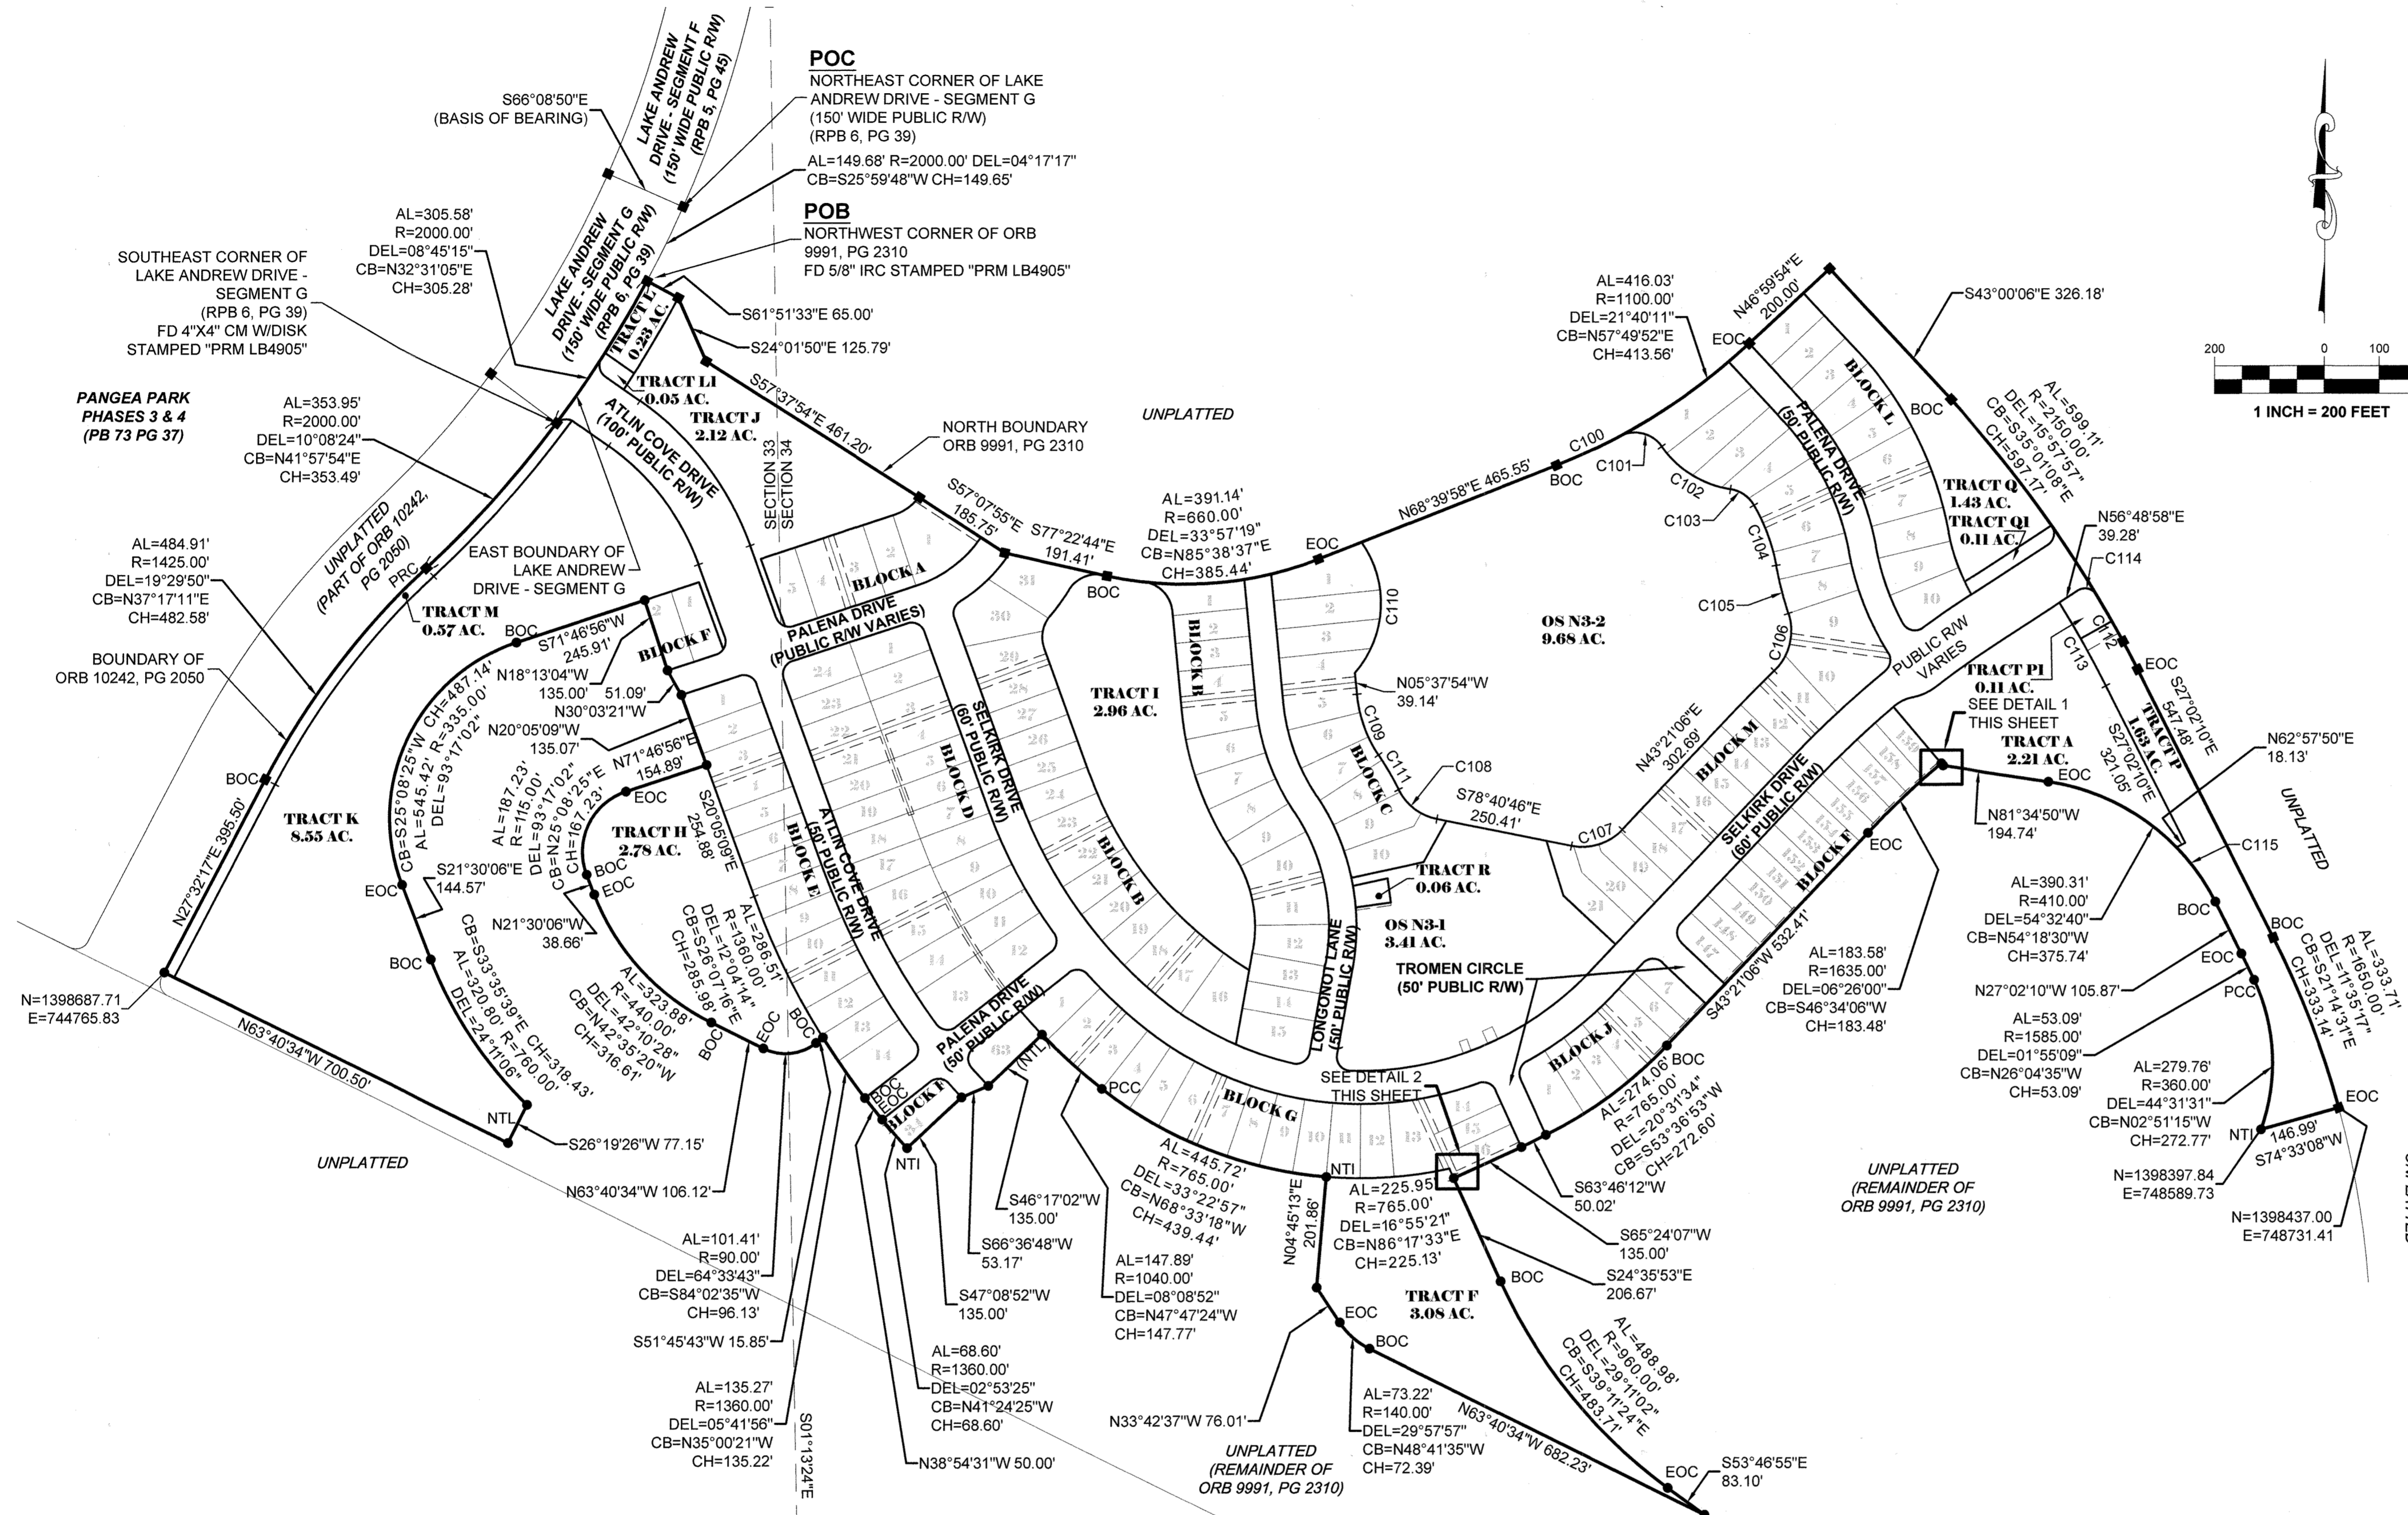 LAKE ANDREW
DRIVE - SEGMENT F
(150' WIDE PUBLIC R/W)
(RPB 5, PG 45)
S66°08'50"E
(BASIS OF BEARING)
POC
NORTHEAST CORNER OF LAKE
ANDREW DRIVE - SEGMENT G
(150' WIDE PUBLIC R/W)
(RPB 6, PG 39)
AL=149.68' R=2000.00' DEL=04°17'17"
CB=S25°59'48"W CH=149.65'
POB
NORTHWEST CORNER OF ORB
9991, PG 2310
FD 5/8" IRC STAMPED "PRM LB4905"
AL=305.58'
R=2000.00'
DEL=08°45'15"
CB=N32°31'05"E
CH=305.28'
LAKE ANDREW
DRIVE - SEGMENT G
(150' WIDE PUBLIC R/W)
(RPB 6, PG 39)
SOUTHEAST CORNER OF
LAKE ANDREW DRIVE -
SEGMENT G
(RPB 6, PG 39)
FD 4"X4" CM W/DISK
STAMPED "PRM LB4905"
TRACT L
0.23 AC.
S61°51'33"E 65.00'
S24°01'50"E 125.79'
TRACT L1
0.05 AC.
TRACT J
2.12 AC.
S57°37'54"E 461.20'
UNPLATTED
NORTH BOUNDARY
ORB 9991, PG 2310
PANGEA PARK
PHASES 3 & 4
(PB 73 PG 37)
AL=353.95'
R=2000.00'
DEL=10°08'24"
CB=N41°57'54"E
CH=353.49'
ATLIN COVE DRIVE
(100' PUBLIC R/W)
SECTION 33
SECTION 34
UNPLATTED
(PART OF ORB 10242,
PG 2050)
AL=484.91'
R=1425.00'
DEL=19°29'50"
CB=N37°17'11"E
CH=482.58'
PRC
TRACT M
0.57 AC.
EAST BOUNDARY OF
LAKE ANDREW
DRIVE - SEGMENT G
BOUNDARY OF
ORB 10242, PG 2050
S57°07'55"E
185.75'
S77°22'44"E
191.41'
BOC
AL=391.14'
R=660.00'
DEL=33°57'19"
CB=N85°38'37"E
CH=385.44'
EOC
N68°39'58"E 465.55'
BOC
C100
C101
C102
C103
C104
C105
C106
AL=416.03'
R=1100.00'
DEL=21°40'11"
CB=N57°49'52"E
CH=413.56'
EOC
N46°59'54"E
200.00'
S43°00'06"E 326.18'
BOC
AL=599.11'
R=2150.00'
DEL=15°57'57"
CB=S35°01'08"E
CH=597.17'
200
0
100
1 INCH = 200 FEET
BLOCK L
PALENA DRIVE
(50' PUBLIC R/W)
TRACT Q
1.43 AC.
TRACT Q1
0.11 AC.
N56°48'58"E
39.28'
C114
C112
C113
EOC
PUBLIC R/W
VARIES
TRACT P1
0.11 AC.
SEE DETAIL 1
THIS SHEET
TRACT A
2.21 AC.
TRACT P
1.63 AC.
S27°02'10"E
547.48'
S27°02'10"E
321.05'
N62°57'50"E
18.13'
UNPLATTED
C115
BLOCK A
PALENA DRIVE
(PUBLIC R/W VARIES)
BOC
S71°46'56"W
245.91'
BLOCK F
N18°13'04"W
135.00'
51.09'
N30°03'21"W
N20°05'09"W
135.07'
N71°46'56"E
154.89'
EOC
TRACT H
2.78 AC.
S20°05'09"E
254.88'
BLOCK E
ATLIN COVE DRIVE
(50' PUBLIC R/W)
BLOCK D
SELKIRK DRIVE
(60' PUBLIC R/W)
TRACT I
2.96 AC.
BLOCK B
BLOCK B
C110
N05°37'54"W
39.14'
C109
C111
BLOCK C
C108
S78°40'46"E
250.41'
C107
OS N3-2
9.68 AC.
N43°21'06"E
302.69'
BLOCK M
SELKIRK DRIVE
(60' PUBLIC R/W)
BLOCK F
139
137
136
135
134
133
132
151
150
149
148
147
EOC
TRACT R
0.06 AC.
OS N3-1
3.41 AC.
LONGONOT LANE
(50' PUBLIC R/W)
TROMEN CIRCLE
(50' PUBLIC R/W)
S43°21'06"W 532.41'
AL=183.58'
R=1635.00'
DEL=06°26'00"
CB=S46°34'06"W
CH=183.48'
N81°34'50"W
194.74'
EOC
AL=390.31'
R=410.00'
DEL=54°32'40"
CB=N54°18'30"W
CH=375.74'
BOC
N27°02'10"W 105.87'
EOC
PCC
AL=53.09'
R=1585.00'
DEL=01°55'09"
CB=N26°04'35"W
CH=53.09'
AL=279.76'
R=360.00'
DEL=44°31'31"
CB=N02°51'15"W
CH=272.77'
NTI
BOC
AL=333.71'
R=1650.00'
DEL=11°35'17"
CB=S21°14'31"E
CH=333.14'
EOC
146.99'
S74°33'08"W
N=1398397.84
E=748589.73
N=1398437.00
E=748731.41
BOC
N27°32'17"E 395.50'
TRACT K
8.55 AC.
CB=S25°08'25"W CH=487.14'
AL=545.42' R=335.00'
DEL=93°17'02"
AL=187.23'
R=115.00'
DEL=93°17'02"
CB=N25°08'25"E
CH=167.23'
EOC
S21°30'06"E
144.57'
BOC
EOC
N21°30'06"W
38.66'
BOC
CB=S33°35'39"E CH=318.43'
AL=320.80' R=760.00'
DEL=24°11'06"
AL=323.88'
R=440.00'
DEL=42°10'28"
CB=N42°35'20"W
CH=316.61'
AL=286.51'
R=1360.00'
DEL=12°04'14"
CB=S26°07'16"E
CH=285.98'
BOC
EOC
BOC
N=1398687.71
E=744765.83
N63°40'34"W 700.50'
NTL
S26°19'26"W 77.15'
UNPLATTED
N63°40'34"W 106.12'
AL=101.41'
R=90.00'
DEL=64°33'43"
CB=S84°02'35"W
CH=96.13'
S51°45'43"W 15.85'
AL=135.27'
R=1360.00'
DEL=05°41'56"
CB=N35°00'21"W
CH=135.22'
S01°13'24"E
BOC
EOC
BLOCK F
NTI
PALENA DRIVE
(50' PUBLIC R/W)
(NTL)
AL=68.60'
R=1360.00'
DEL=02°53'25"
CB=N41°24'25"W
CH=68.60'
N38°54'31"W 50.00'
S47°08'52"W
135.00'
S66°36'48"W
53.17'
S46°17'02"W
135.00'
PCC
AL=147.89'
R=1040.00'
DEL=08°08'52"
CB=N47°47'24"W
CH=147.77'
AL=445.72'
R=765.00'
DEL=33°22'57"
CB=N68°33'18"W
CH=439.44'
BLOCK G
SEE DETAIL 2
THIS SHEET
BLOCK J
BOC
AL=274.06'
R=765.00'
DEL=20°31'34"
CB=S53°36'53"W
CH=272.60'
NTI
N04°45'13"E
201.86'
AL=225.95'
R=765.00'
DEL=16°55'21"
CB=N86°17'33"E
CH=225.13'
S63°46'12"W
50.02'
S65°24'07"W
135.00'
S24°35'53"E
206.67'
BOC
TRACT F
3.08 AC.
EOC
BOC
N33°42'37"W 76.01'
AL=73.22'
R=140.00'
DEL=29°57'57"
CB=N48°41'35"W
CH=72.39'
N63°40'34"W 682.23'
AL=488.98'
R=960.00'
DEL=29°11'02"
CB=S39°11'24"E
CH=483.71'
EOC
S53°46'55"E
83.10'
UNPLATTED
(REMAINDER OF
ORB 9991, PG 2310)
UNPLATTED
(REMAINDER OF
ORB 9991, PG 2310)